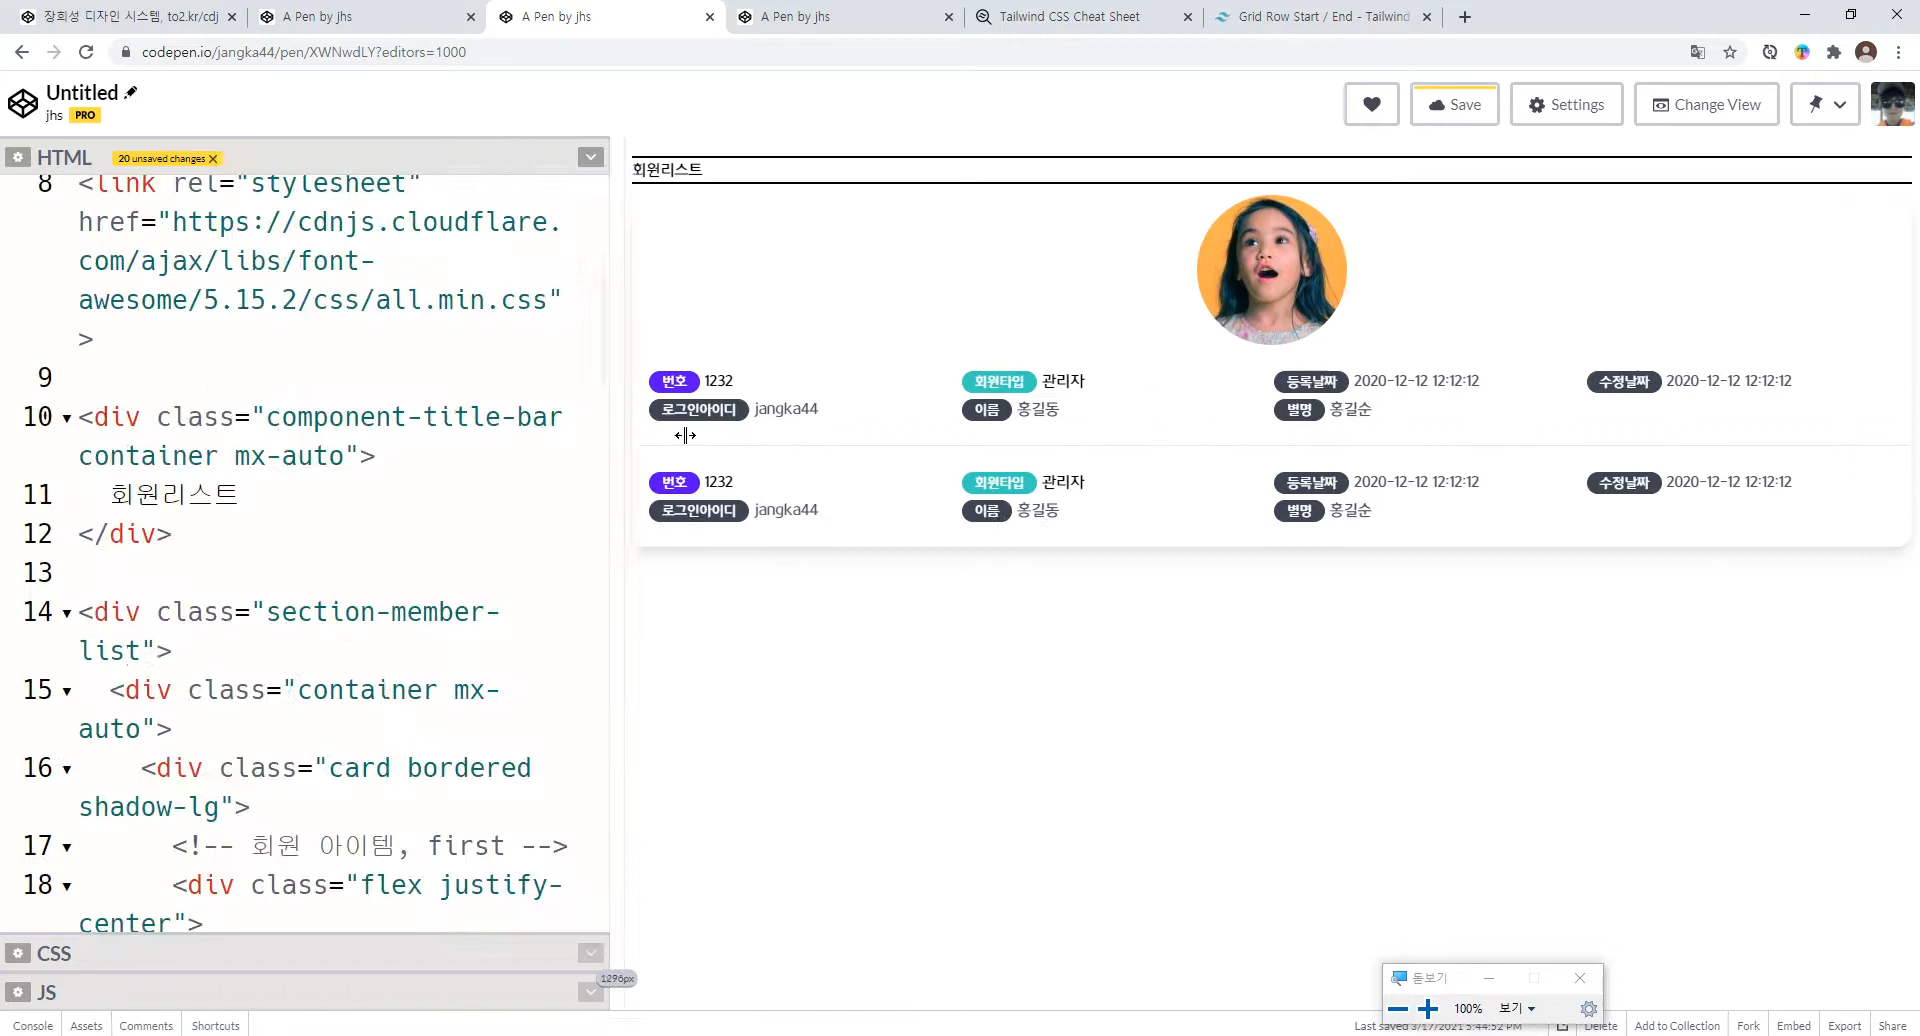 장희성 디자인 시스템, to2.kr/cdj
A Pen by jhs
A Pen by jhs
A Pen by jhs
Tailwind CSS Cheat Sheet
Grid Row Start / End - Tailwind
codepen.io/jangka44/pen/XWNwdLY?editors=1000
Untitled
jhs PRO
Save
Settings
Change View
HTML
20 unsaved changes
8 <link rel="stylesheet"
href="https://cdnjs.cloudflare.
com/ajax/libs/font-
awesome/5.15.2/css/all.min.css"
>
9
10 <div class="component-title-bar
container mx-auto">
11 회원리스트
12 </div>
13
14 <div class="section-member-
list">
15 <div class="container mx-
auto">
16 <div class="card bordered
shadow-lg">
17 <!-- 회원 아이템, first -->
18 <div class="flex justify-
center">
CSS
JS
1296px
회원리스트
번호 1232 회원타입 관리자 등록날짜 2020-12-12 12:12:12 수정날짜 2020-12-12 12:12:12
로그인아이디 jangka44 이름 홍길동 별명 홍길순
번호 1232 회원타입 관리자 등록날짜 2020-12-12 12:12:12 수정날짜 2020-12-12 12:12:12
로그인아이디 jangka44 이름 홍길동 별명 홍길순
돋보기
100% 보기
Console Assets Comments Shortcuts
Last saved 3/17/2021 5:44:52 PM Delete Add to Collection Fork Embed Export Share